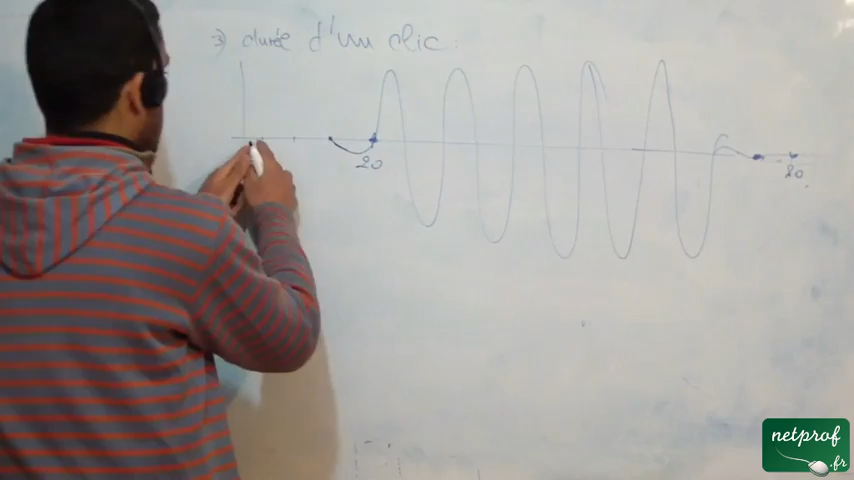 3) durée d'un clic :
20
80
netprof
.fr